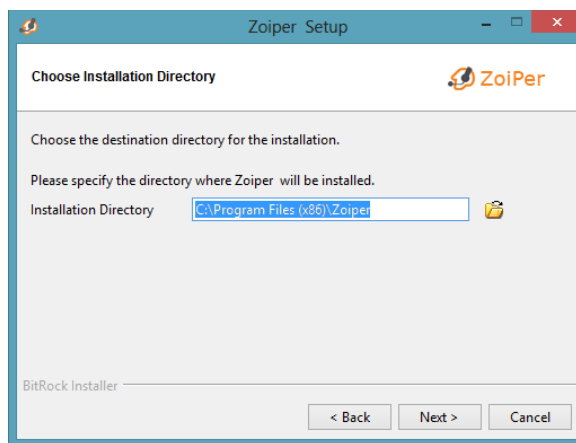 Zoiper Setup
Choose Installation Directory
ZoiPer
Choose the destination directory for the installation.
Please specify the directory where Zoiper will be installed.
Installation Directory C:\Program Files (x86)\Zoiper
BitRock Installer
< Back Next > Cancel